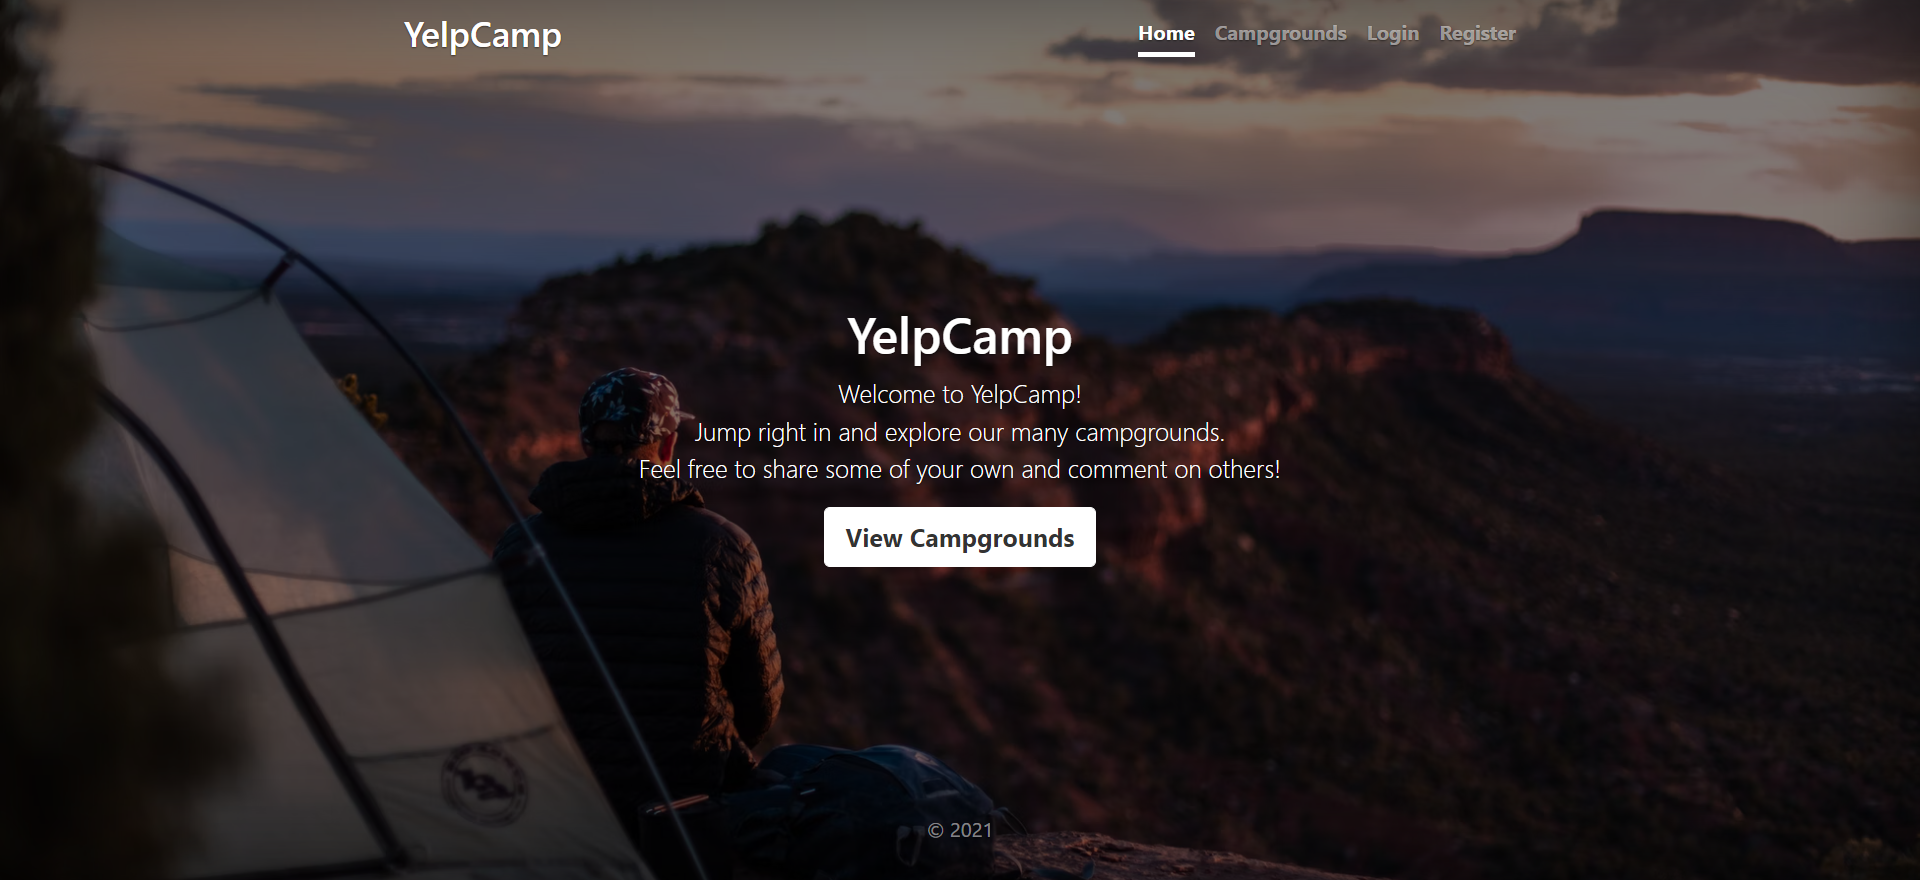 YelpCamp
Home Campgrounds Login Register
YelpCamp
Welcome to YelpCamp!
Jump right in and explore our many campgrounds.
Feel free to share some of your own and comment on others!
View Campgrounds
© 2021